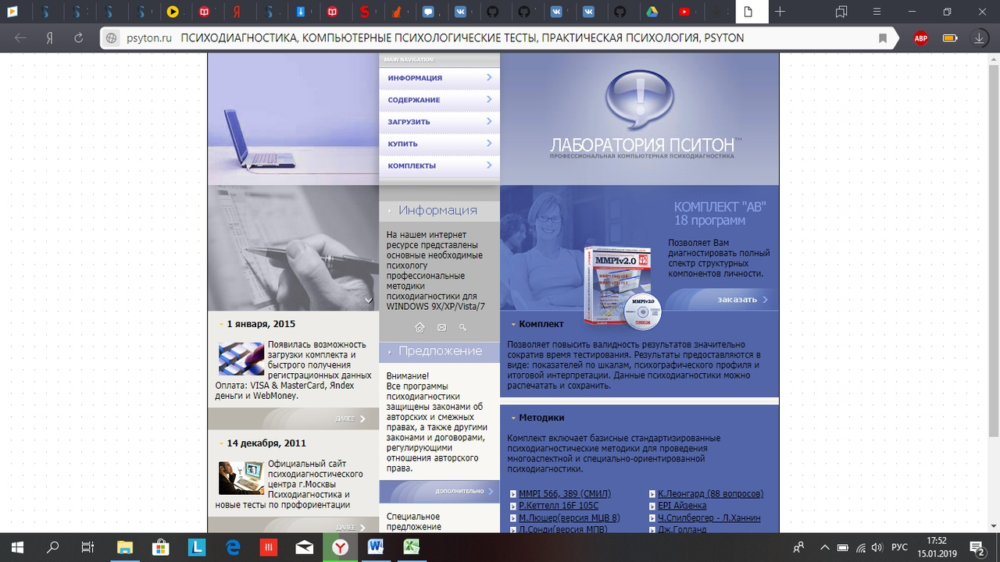 psyton.ru ПСИХОДИАГНОСТИКА, КОМПЬЮТЕРНЫЕ ПСИХОЛОГИЧЕСКИЕ ТЕСТЫ, ПРАКТИЧЕСКАЯ ПСИХОЛОГИЯ, PSYTON
ABP
MAIN NAVIGATION:
ИНФОРМАЦИЯ
СОДЕРЖАНИЕ
ЗАГРУЗИТЬ
КУПИТЬ
КОМПЛЕКТЫ
ЛАБОРАТОРИЯ ПСИТОН™
ПРОФЕССИОНАЛЬНАЯ КОМПЬЮТЕРНАЯ ПСИХОДИАГНОСТИКА
1 января, 2015
Появилась возможность
загрузки комплекта и
быстрого получения
регистрационных данных
Оплата: VISA & MasterCard, Яndex
деньги и WebMoney.
ДАЛЕЕ
14 декабря, 2011
Официальный сайт
психодиагностического
центра г.Москвы
Психодиагностика и
новые тесты по профориентации
ДАЛЕЕ
Информация
На нашем интернет
ресурсе представлены
основные необходимые
психологу
профессиональные
методики
психодиагностики для
WINDOWS 9X/XP/Vista/7
Предложение
Внимание!
Все программы
психодиагностики
защищены законами об
авторских и смежных
правах, а также другими
законами и договорами,
регулирующими
отношения авторского
права.
ДОПОЛНИТЕЛЬНО
Специальное
предложение
КОМПЛЕКТ "АВ"
18 программ
Позволяет Вам
диагностировать полный
спектр структурных
компонентов личности.
MMPIv2.0
MMPIv2.0
заказать
Комплект
Позволяет повысить валидность результатов значительно
сократив время тестирования. Результаты предоставляются в
виде: показателей по шкалам, психографического профиля и
итоговой интерпретации. Данные психодиагностики можно
распечатать и сохранить.
Методики
Комплект включает базисные стандартизированные
психодиагностические методики для проведения
многоаспектной и специально-ориентированной
психодиагностики.
MMPI 566, 389 (СМИЛ)
Р.Кеттелл 16F 105C
М.Люшер(версия МЦВ 8)
Л.Сонди(версия МПВ)
К.Леонгард (88 вопросов)
EPI Айзенка
Ч.Спилбергер - Л.Ханнин
Дж.Голланд
РУС
17:52
15.01.2019
2